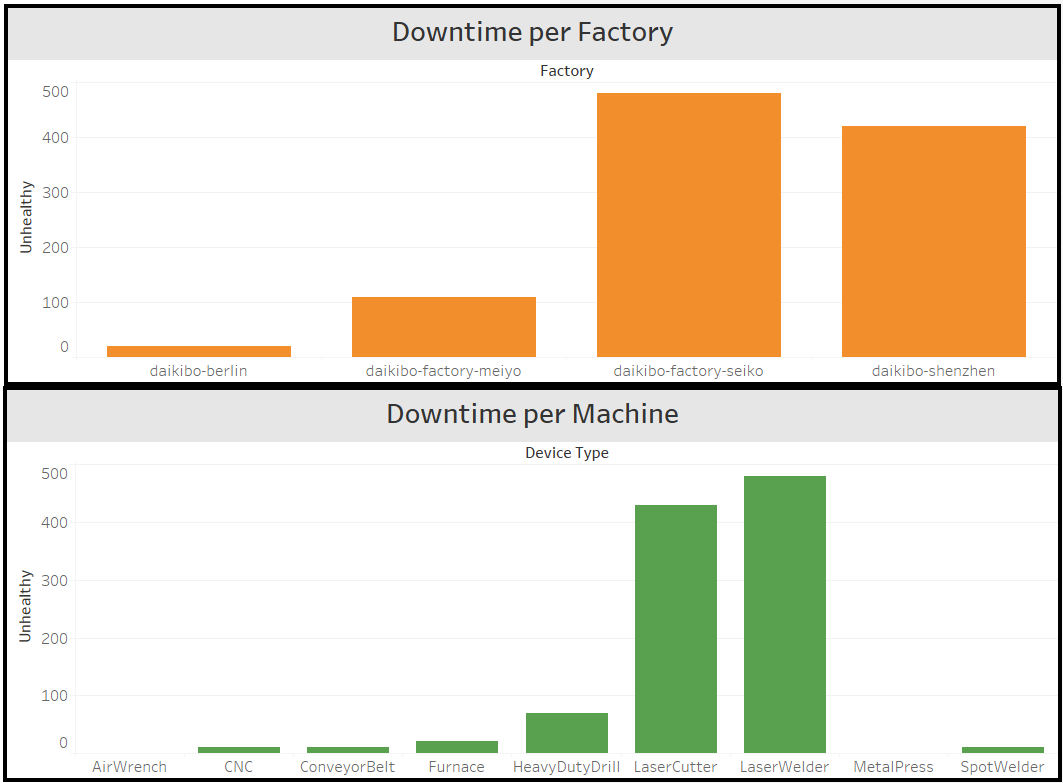 Downtime per Factory
Factory
500
400
300
200
100
0
Unhealthy
daikibo-berlin daikibo-factory-meiyo daikibo-factory-seiko daikibo-shenzhen
Downtime per Machine
Device Type
500
400
300
200
100
0
Unhealthy
AirWrench CNC ConveyorBelt Furnace HeavyDutyDrill LaserCutter LaserWelder MetalPress SpotWelder